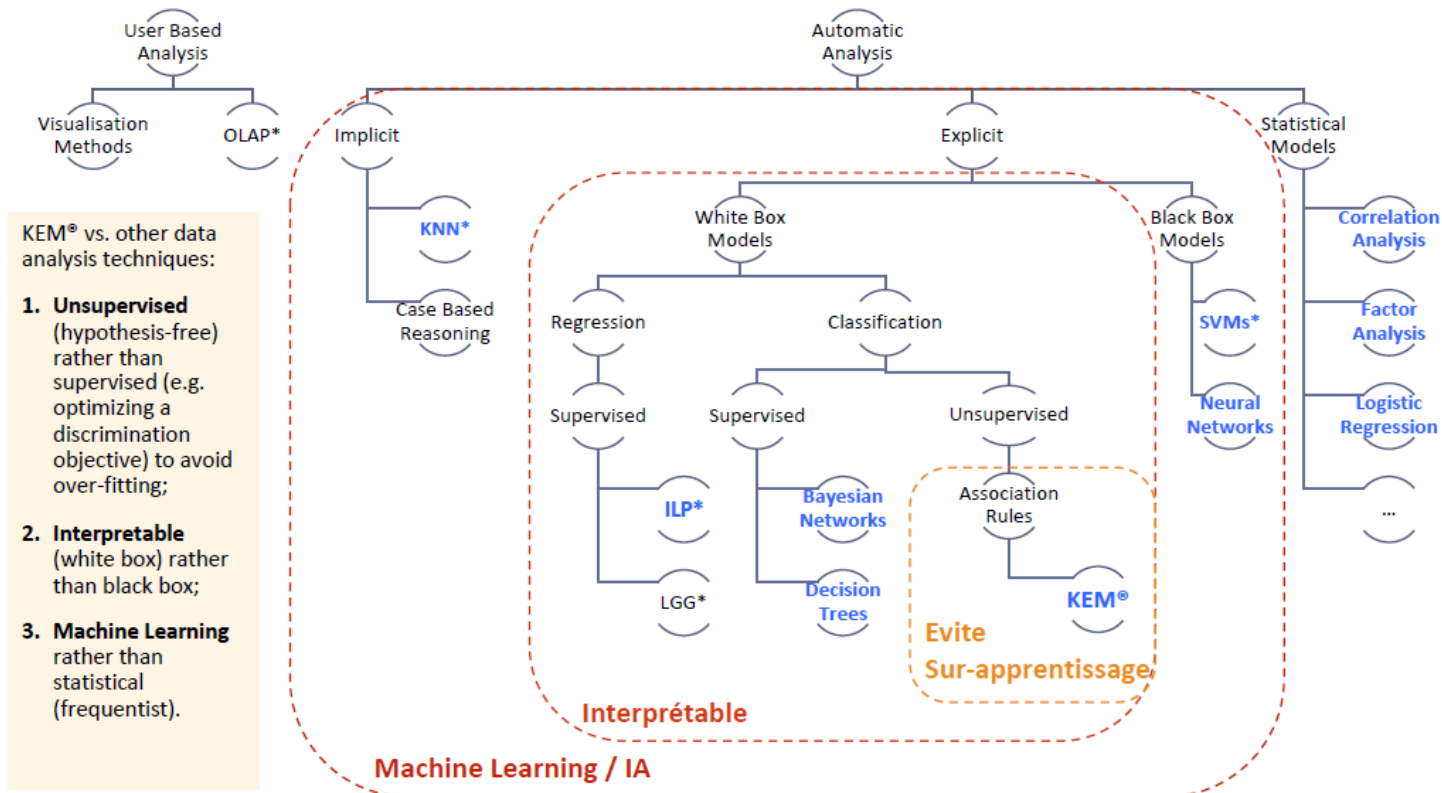 User Based
Analysis
Automatic
Analysis
Visualisation
Methods
OLAP*
Implicit
Explicit
Statistical
Models
KEM® vs. other data
analysis techniques:
1. Unsupervised
(hypothesis-free)
rather than
supervised (e.g.
optimizing a
discrimination
objective) to avoid
over-fitting;
2. Interpretable
(white box) rather
than black box;
3. Machine Learning
rather than
statistical
(frequentist).
KNN*
Case Based
Reasoning
White Box
Models
Black Box
Models
Regression
Classification
Supervised
Supervised
Unsupervised
ILP*
LGG*
Bayesian
Networks
Decision
Trees
Association
Rules
KEM®
Evite
Sur-apprentissage
SVMs*
Neural
Networks
Correlation
Analysis
Factor
Analysis
Logistic
Regression
...
Interprétable
Machine Learning / IA